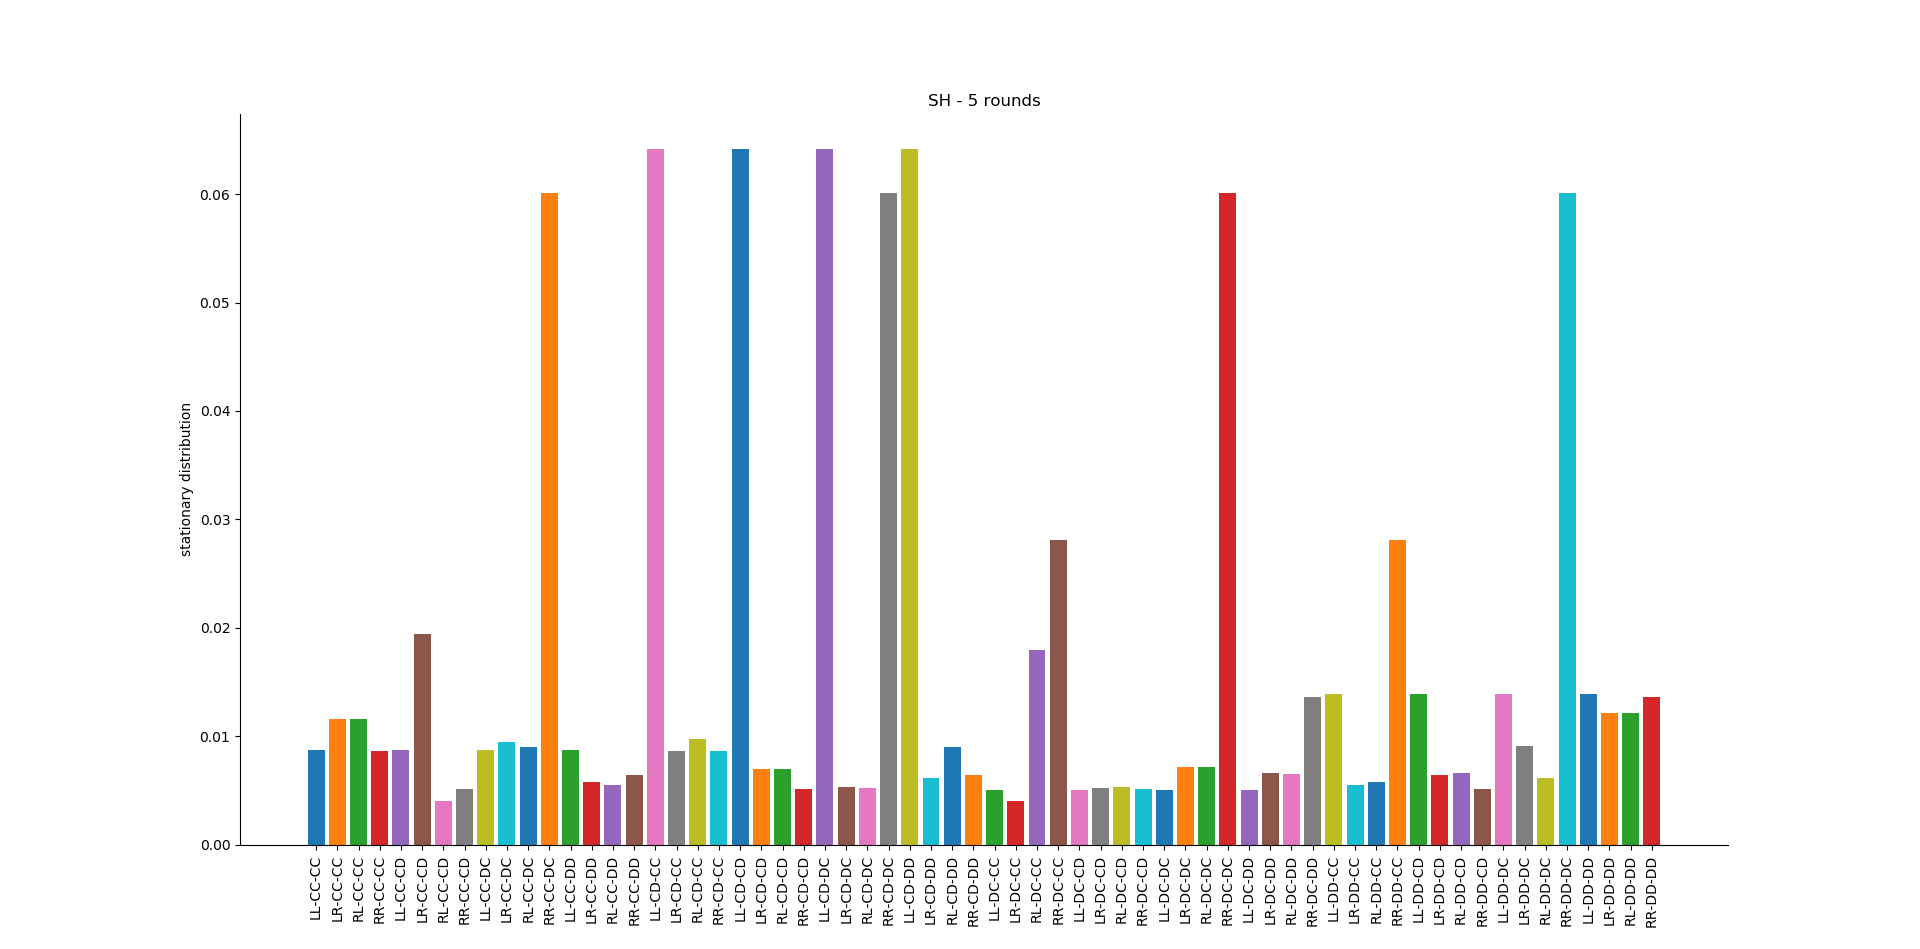 SH - 5 rounds
stationary distribution
0.06
0.05
0.04
0.03
0.02
0.01
0.00
LL-CC-CC
LR-CC-CC
RL-CC-CC
RR-CC-CC
LL-CC-CD
LR-CC-CD
RL-CC-CD
RR-CC-CD
LL-CC-DC
LR-CC-DC
RL-CC-DC
RR-CC-DC
LL-CC-DD
LR-CC-DD
RL-CC-DD
RR-CC-DD
LL-CD-CC
LR-CD-CC
RL-CD-CC
RR-CD-CC
LL-CD-CD
LR-CD-CD
RL-CD-CD
RR-CD-CD
LL-CD-DC
LR-CD-DC
RL-CD-DC
RR-CD-DC
LL-CD-DD
LR-CD-DD
RL-CD-DD
RR-CD-DD
LL-DC-CC
LR-DC-CC
RL-DC-CC
RR-DC-CC
LL-DC-CD
LR-DC-CD
RL-DC-CD
RR-DC-CD
LL-DC-DC
LR-DC-DC
RL-DC-DC
RR-DC-DC
LL-DC-DD
LR-DC-DD
RL-DC-DD
RR-DC-DD
LL-DD-CC
LR-DD-CC
RL-DD-CC
RR-DD-CC
LL-DD-CD
LR-DD-CD
RL-DD-CD
RR-DD-CD
LL-DD-DC
LR-DD-DC
RL-DD-DC
RR-DD-DC
LL-DD-DD
LR-DD-DD
RL-DD-DD
RR-DD-DD